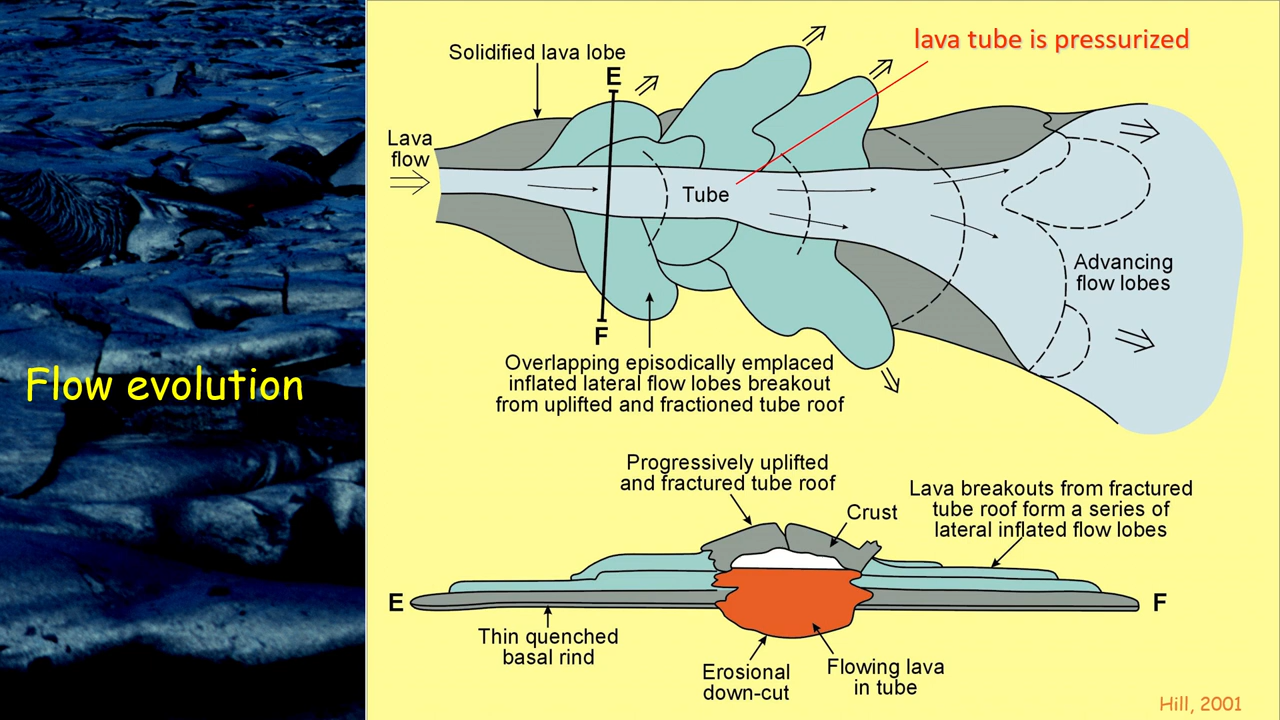 Flow evolution
lava tube is pressurized
Solidified lava lobe
E
Lava
flow
Tube
Advancing
flow lobes
F
Overlapping episodically emplaced
inflated lateral flow lobes breakout
from uplifted and fractioned tube roof
Progressively uplifted
and fractured tube roof
Crust
Lava breakouts from fractured
tube roof form a series of
lateral inflated flow lobes
E
F
Thin quenched
basal rind
Erosional
down-cut
Flowing lava
in tube
Hill, 2001